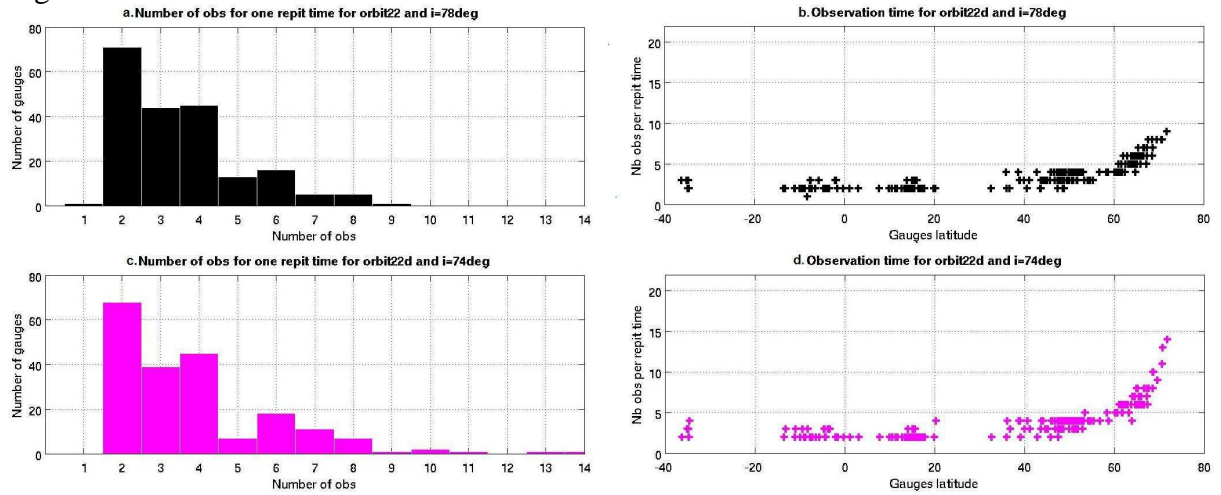 a. Number of obs for one repit time for orbit22 and i=78deg
Number of gauges
80
60
40
20
0
1 2 3 4 5 6 7 8 9 10 11 12 13 14
Number of obs
b. Observation time for orbit22d and i=78deg
Nb obs per repit time
20
15
10
5
0
-40 -20 0 20 40 60 80
Gauges latitude
c. Number of obs for one repit time for orbit22d and i=74deg
Number of gauges
80
60
40
20
0
1 2 3 4 5 6 7 8 9 10 11 12 13 14
Number of obs
d. Observation time for orbit22d and i=74deg
Nb obs per repit time
20
15
10
5
0
-40 -20 0 20 40 60 80
Gauges latitude